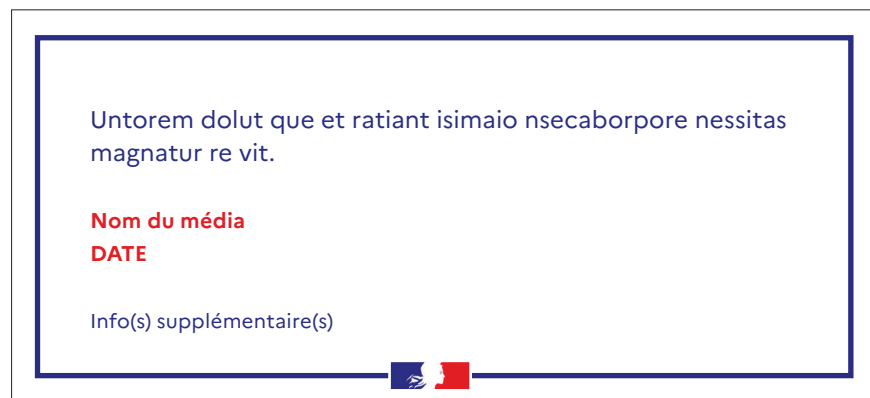 Untorem dolut que et ratiant isimaio nsecaborpore nessitas
magnatur re vit.
Nom du média
DATE
Info(s) supplémentaire(s)